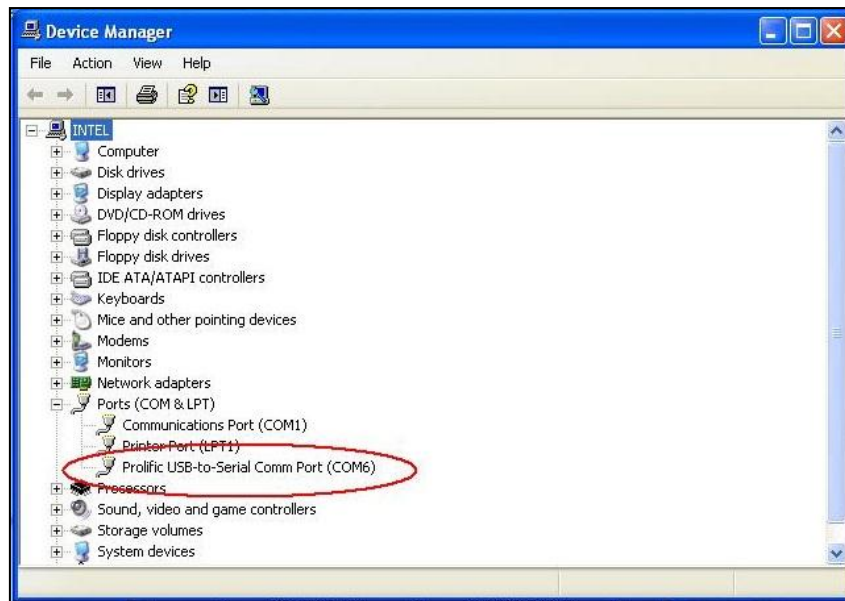 Device Manager
File Action View Help
INTEL
Computer
Disk drives
Display adapters
DVD/CD-ROM drives
Floppy disk controllers
Floppy disk drives
IDE ATA/ATAPI controllers
Keyboards
Mice and other pointing devices
Modems
Monitors
Network adapters
Ports (COM & LPT)
Communications Port (COM1)
Printer Port (LPT1)
Prolific USB-to-Serial Comm Port (COM6)
Processors
Sound, video and game controllers
Storage volumes
System devices